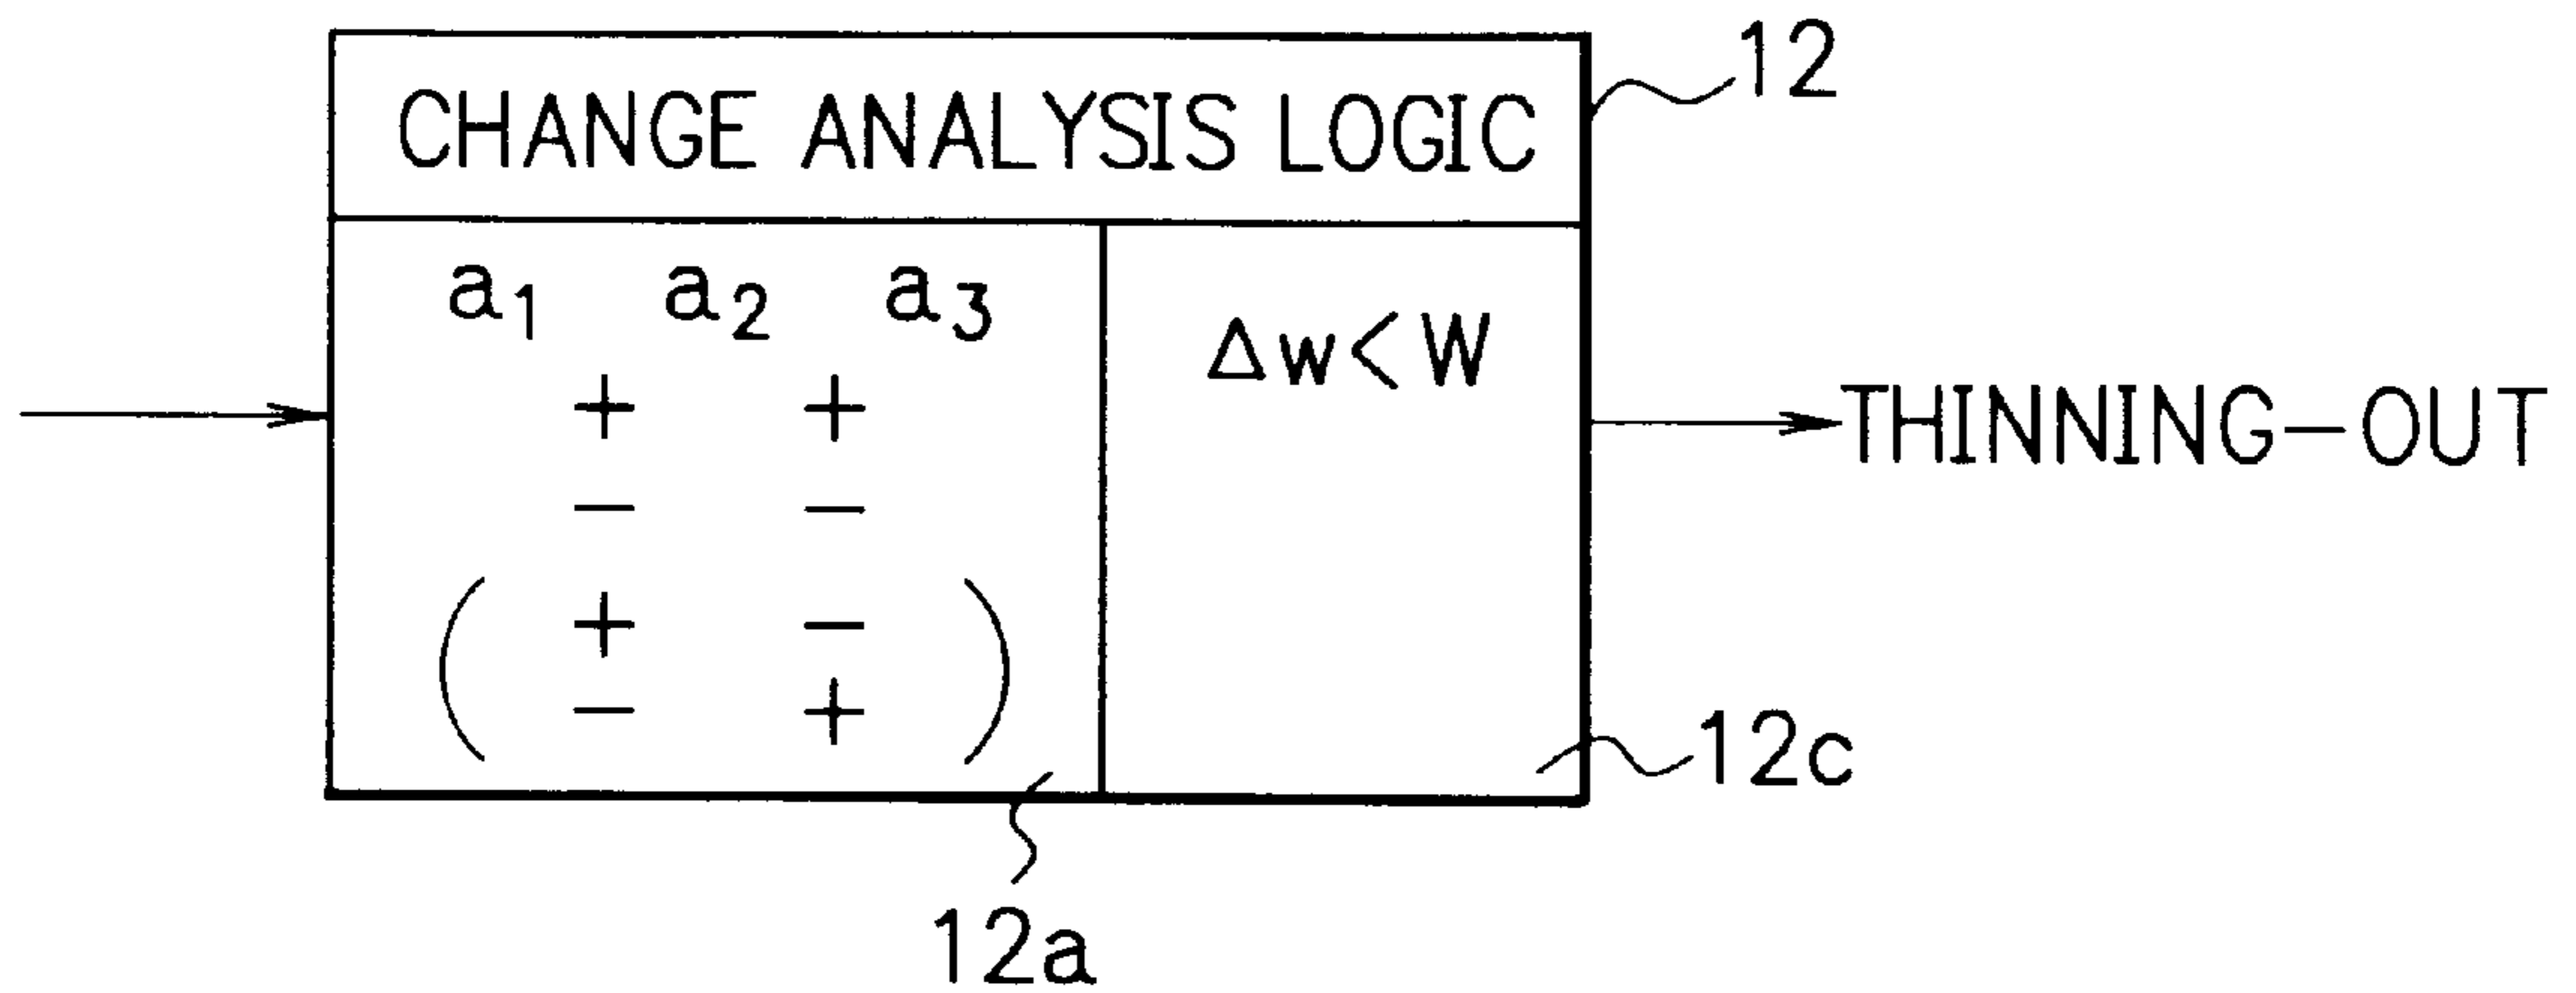 12
CHANGE ANALYSIS LOGIC
a1 a2 a3
Δw<W
+ +
THINNING-OUT
− −
( + − )
− +
12c
12a